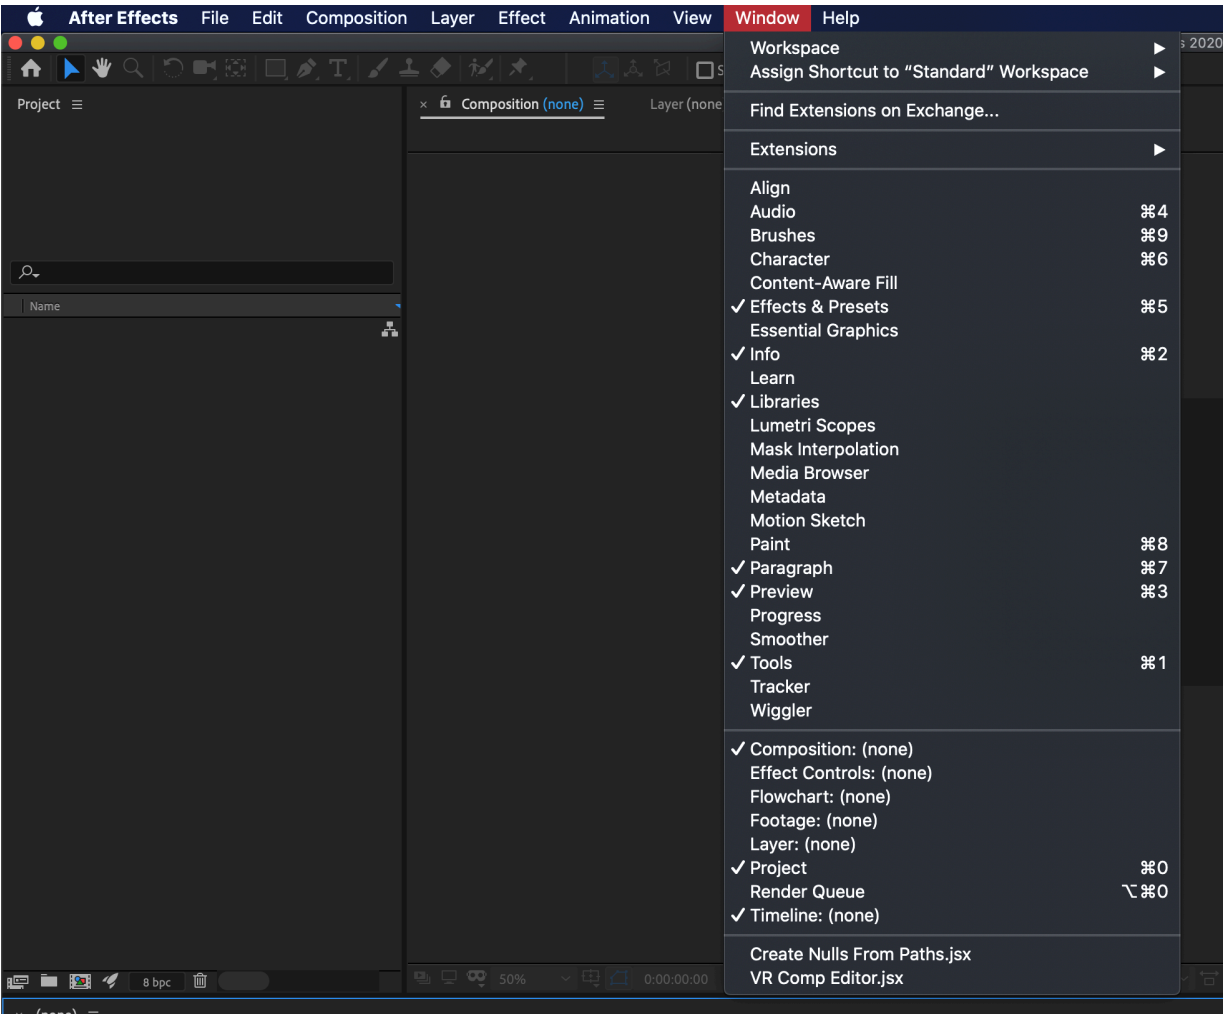 After Effects File Edit Composition Layer Effect Animation View Window Help
s 2020
T
S
Project
× Composition (none) Layer (none
Name
8 bpc
50% 0:00:00:00
× (none)
Workspace
Assign Shortcut to “Standard” Workspace
Find Extensions on Exchange...
Extensions
Align
Audio ⌘4
Brushes ⌘9
Character ⌘6
Content-Aware Fill
✓ Effects & Presets ⌘5
Essential Graphics
✓ Info ⌘2
Learn
✓ Libraries
Lumetri Scopes
Mask Interpolation
Media Browser
Metadata
Motion Sketch
Paint ⌘8
✓ Paragraph ⌘7
✓ Preview ⌘3
Progress
Smoother
✓ Tools ⌘1
Tracker
Wiggler
✓ Composition: (none)
Effect Controls: (none)
Flowchart: (none)
Footage: (none)
Layer: (none)
✓ Project ⌘0
Render Queue ⌥⌘0
✓ Timeline: (none)
Create Nulls From Paths.jsx
VR Comp Editor.jsx